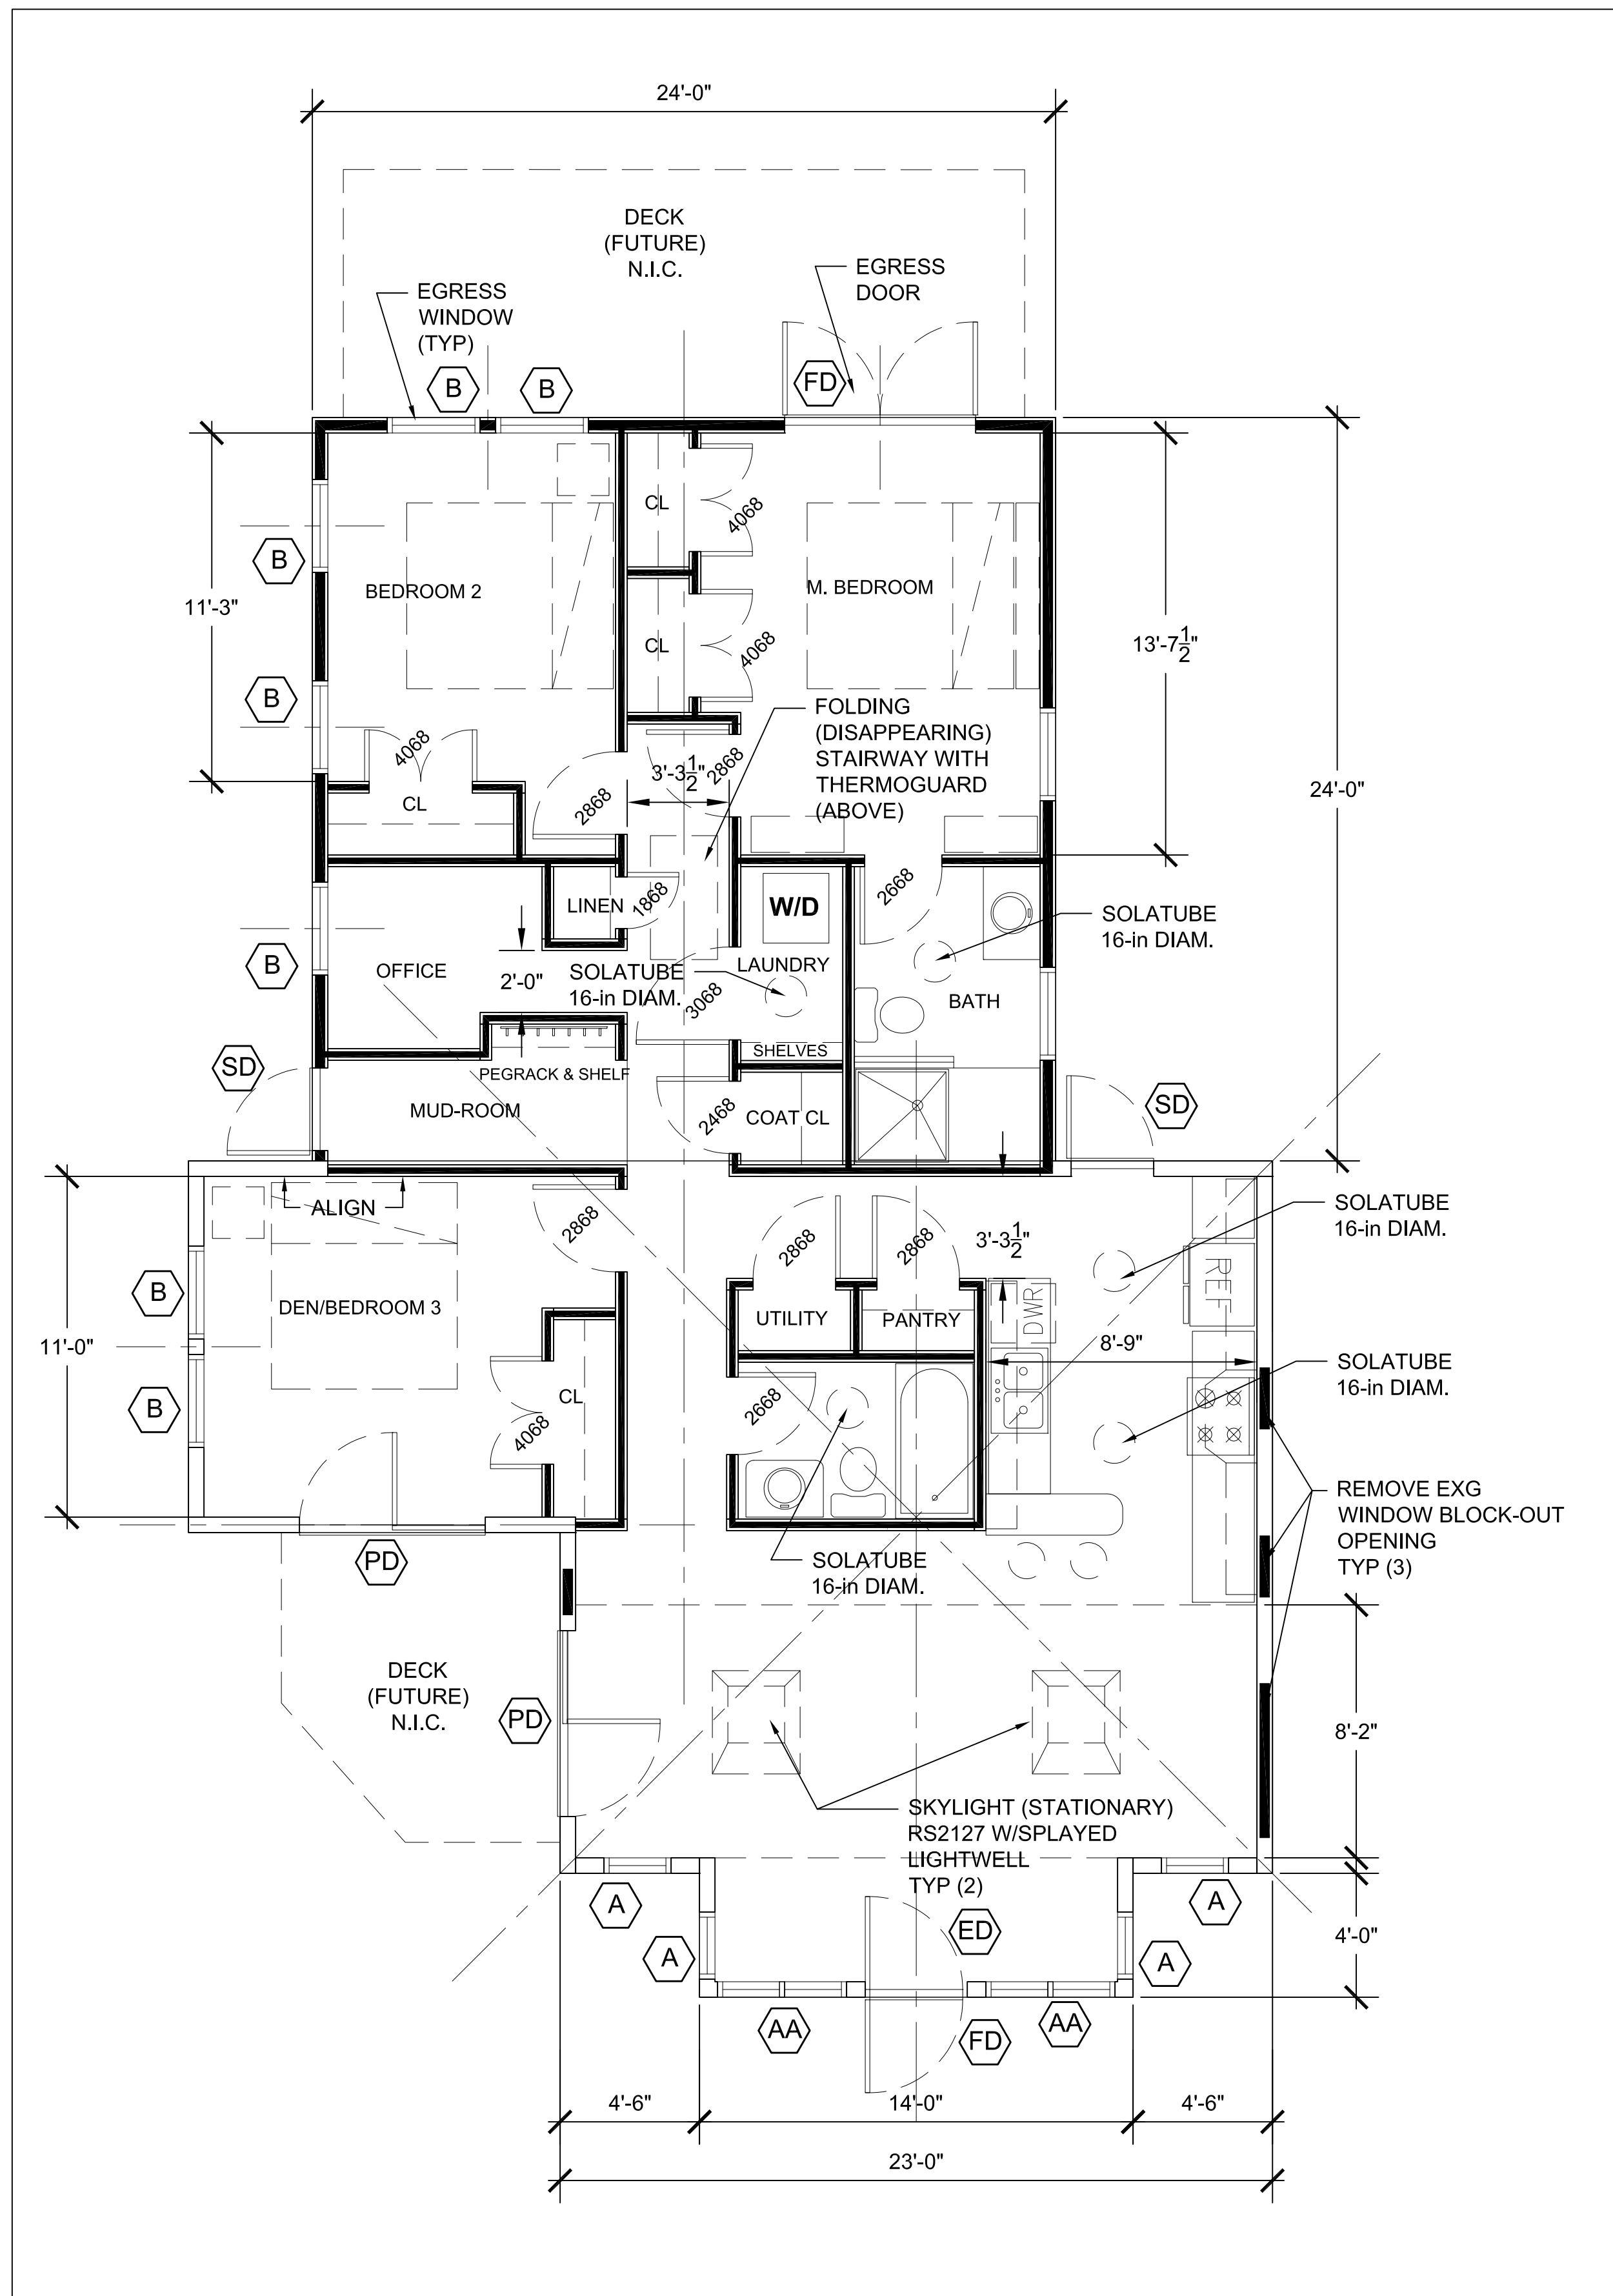 24'-0"
DECK
(FUTURE)
N.I.C.
EGRESS
DOOR
EGRESS
WINDOW
(TYP)
FD
B
B
CL
4068
B
11'-3"
BEDROOM 2
M. BEDROOM
13'-7 1/2"
CL
4068
B
FOLDING
(DISAPPEARING)
STAIRWAY WITH
THERMOGUARD
(ABOVE)
4068
3'-3 1/2"
2868
24'-0"
CL
2868
LINEN
1868
W/D
2668
SOLATUBE
16-in DIAM.
B
OFFICE
2'-0"
SOLATUBE
16-in DIAM.
LAUNDRY
3068
BATH
SHELVES
SD
PEGRACK & SHELF
MUD-ROOM
2468
COAT CL
SD
ALIGN
2868
2868
2868
3'-3 1/2"
SOLATUBE
16-in DIAM.
REF
B
DEN/BEDROOM 3
UTILITY
PANTRY
DWR
11'-0"
8'-9"
SOLATUBE
16-in DIAM.
B
CL
4068
2668
REMOVE EXG
WINDOW BLOCK-OUT
OPENING
TYP (3)
PD
SOLATUBE
16-in DIAM.
DECK
(FUTURE)
N.I.C.
PD
8'-2"
SKYLIGHT (STATIONARY)
RS2127 W/SPLAYED
LIGHTWELL
TYP (2)
A
A
ED
4'-0"
A
A
AA
FD
AA
4'-6"
14'-0"
4'-6"
23'-0"